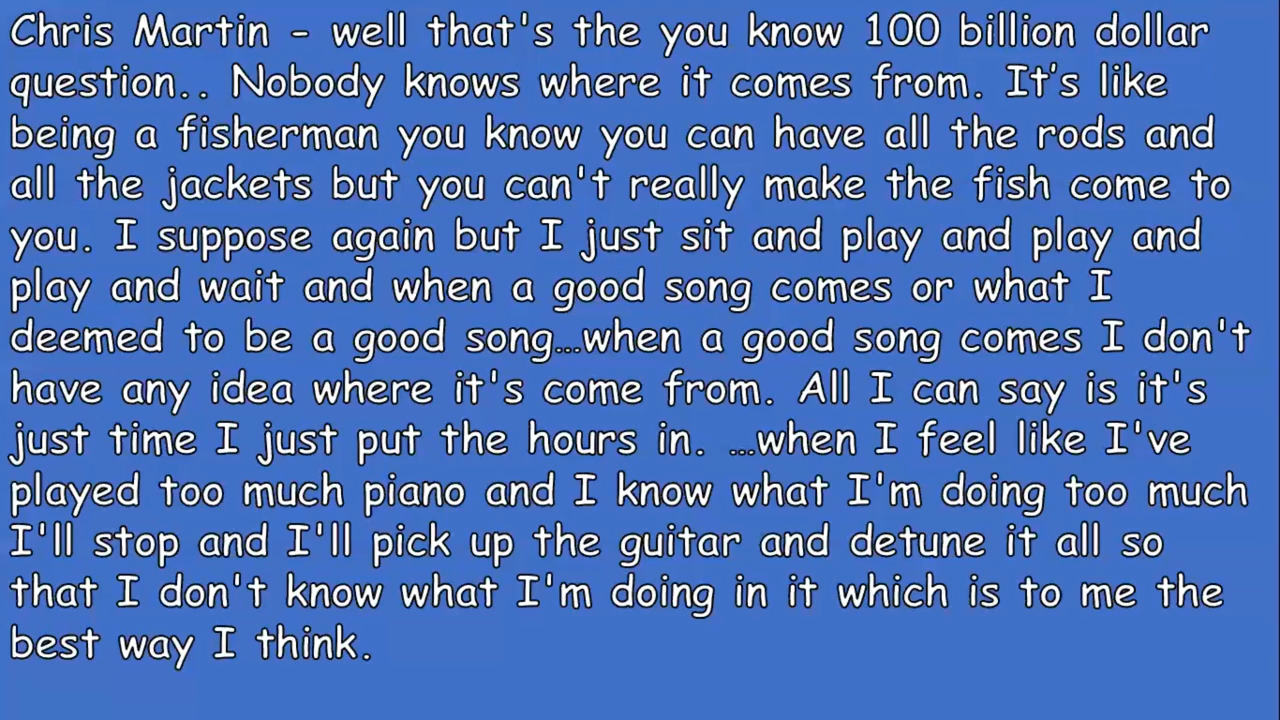 Chris Martin - well that's the you know 100 billion dollar
question.. Nobody knows where it comes from. It's like
being a fisherman you know you can have all the rods and
all the jackets but you can't really make the fish come to
you. I suppose again but I just sit and play and play and
play and wait and when a good song comes or what I
deemed to be a good song…when a good song comes I don't
have any idea where it's come from. All I can say is it's
just time I just put the hours in. …when I feel like I've
played too much piano and I know what I'm doing too much
I'll stop and I'll pick up the guitar and detune it all so
that I don't know what I'm doing in it which is to me the
best way I think.